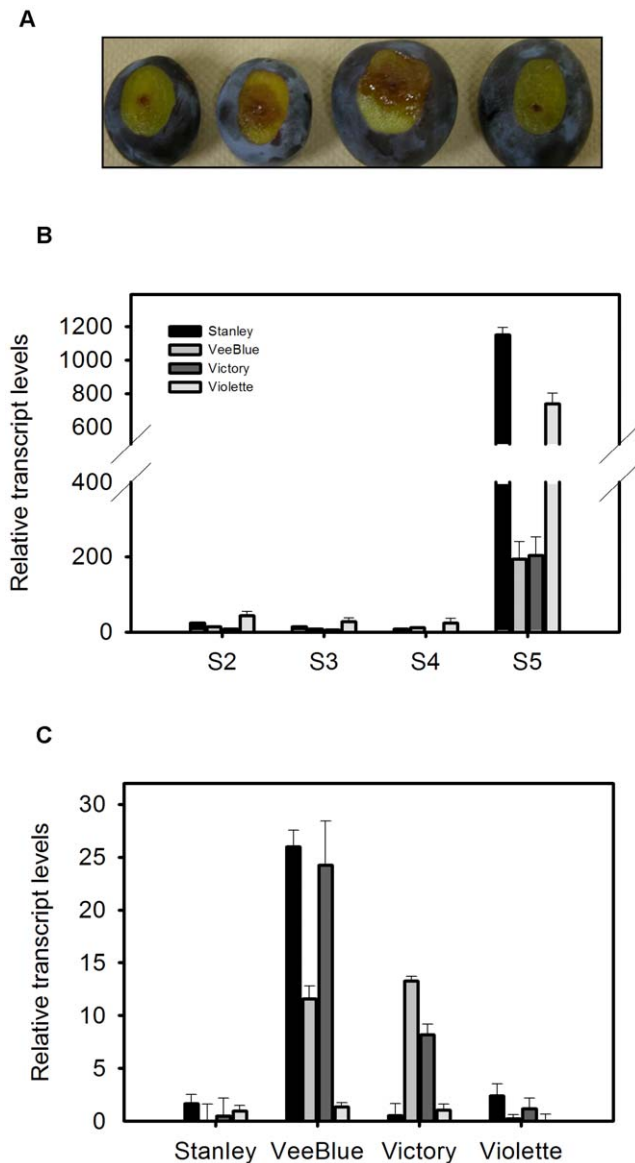 A
B
Relative transcript levels
1200
1000
800
600
400
200
0
Stanley
VeeBlue
Victory
Violette
S2 S3 S4 S5
C
Relative transcript levels
30
25
20
15
10
5
0
Stanley VeeBlue Victory Violette